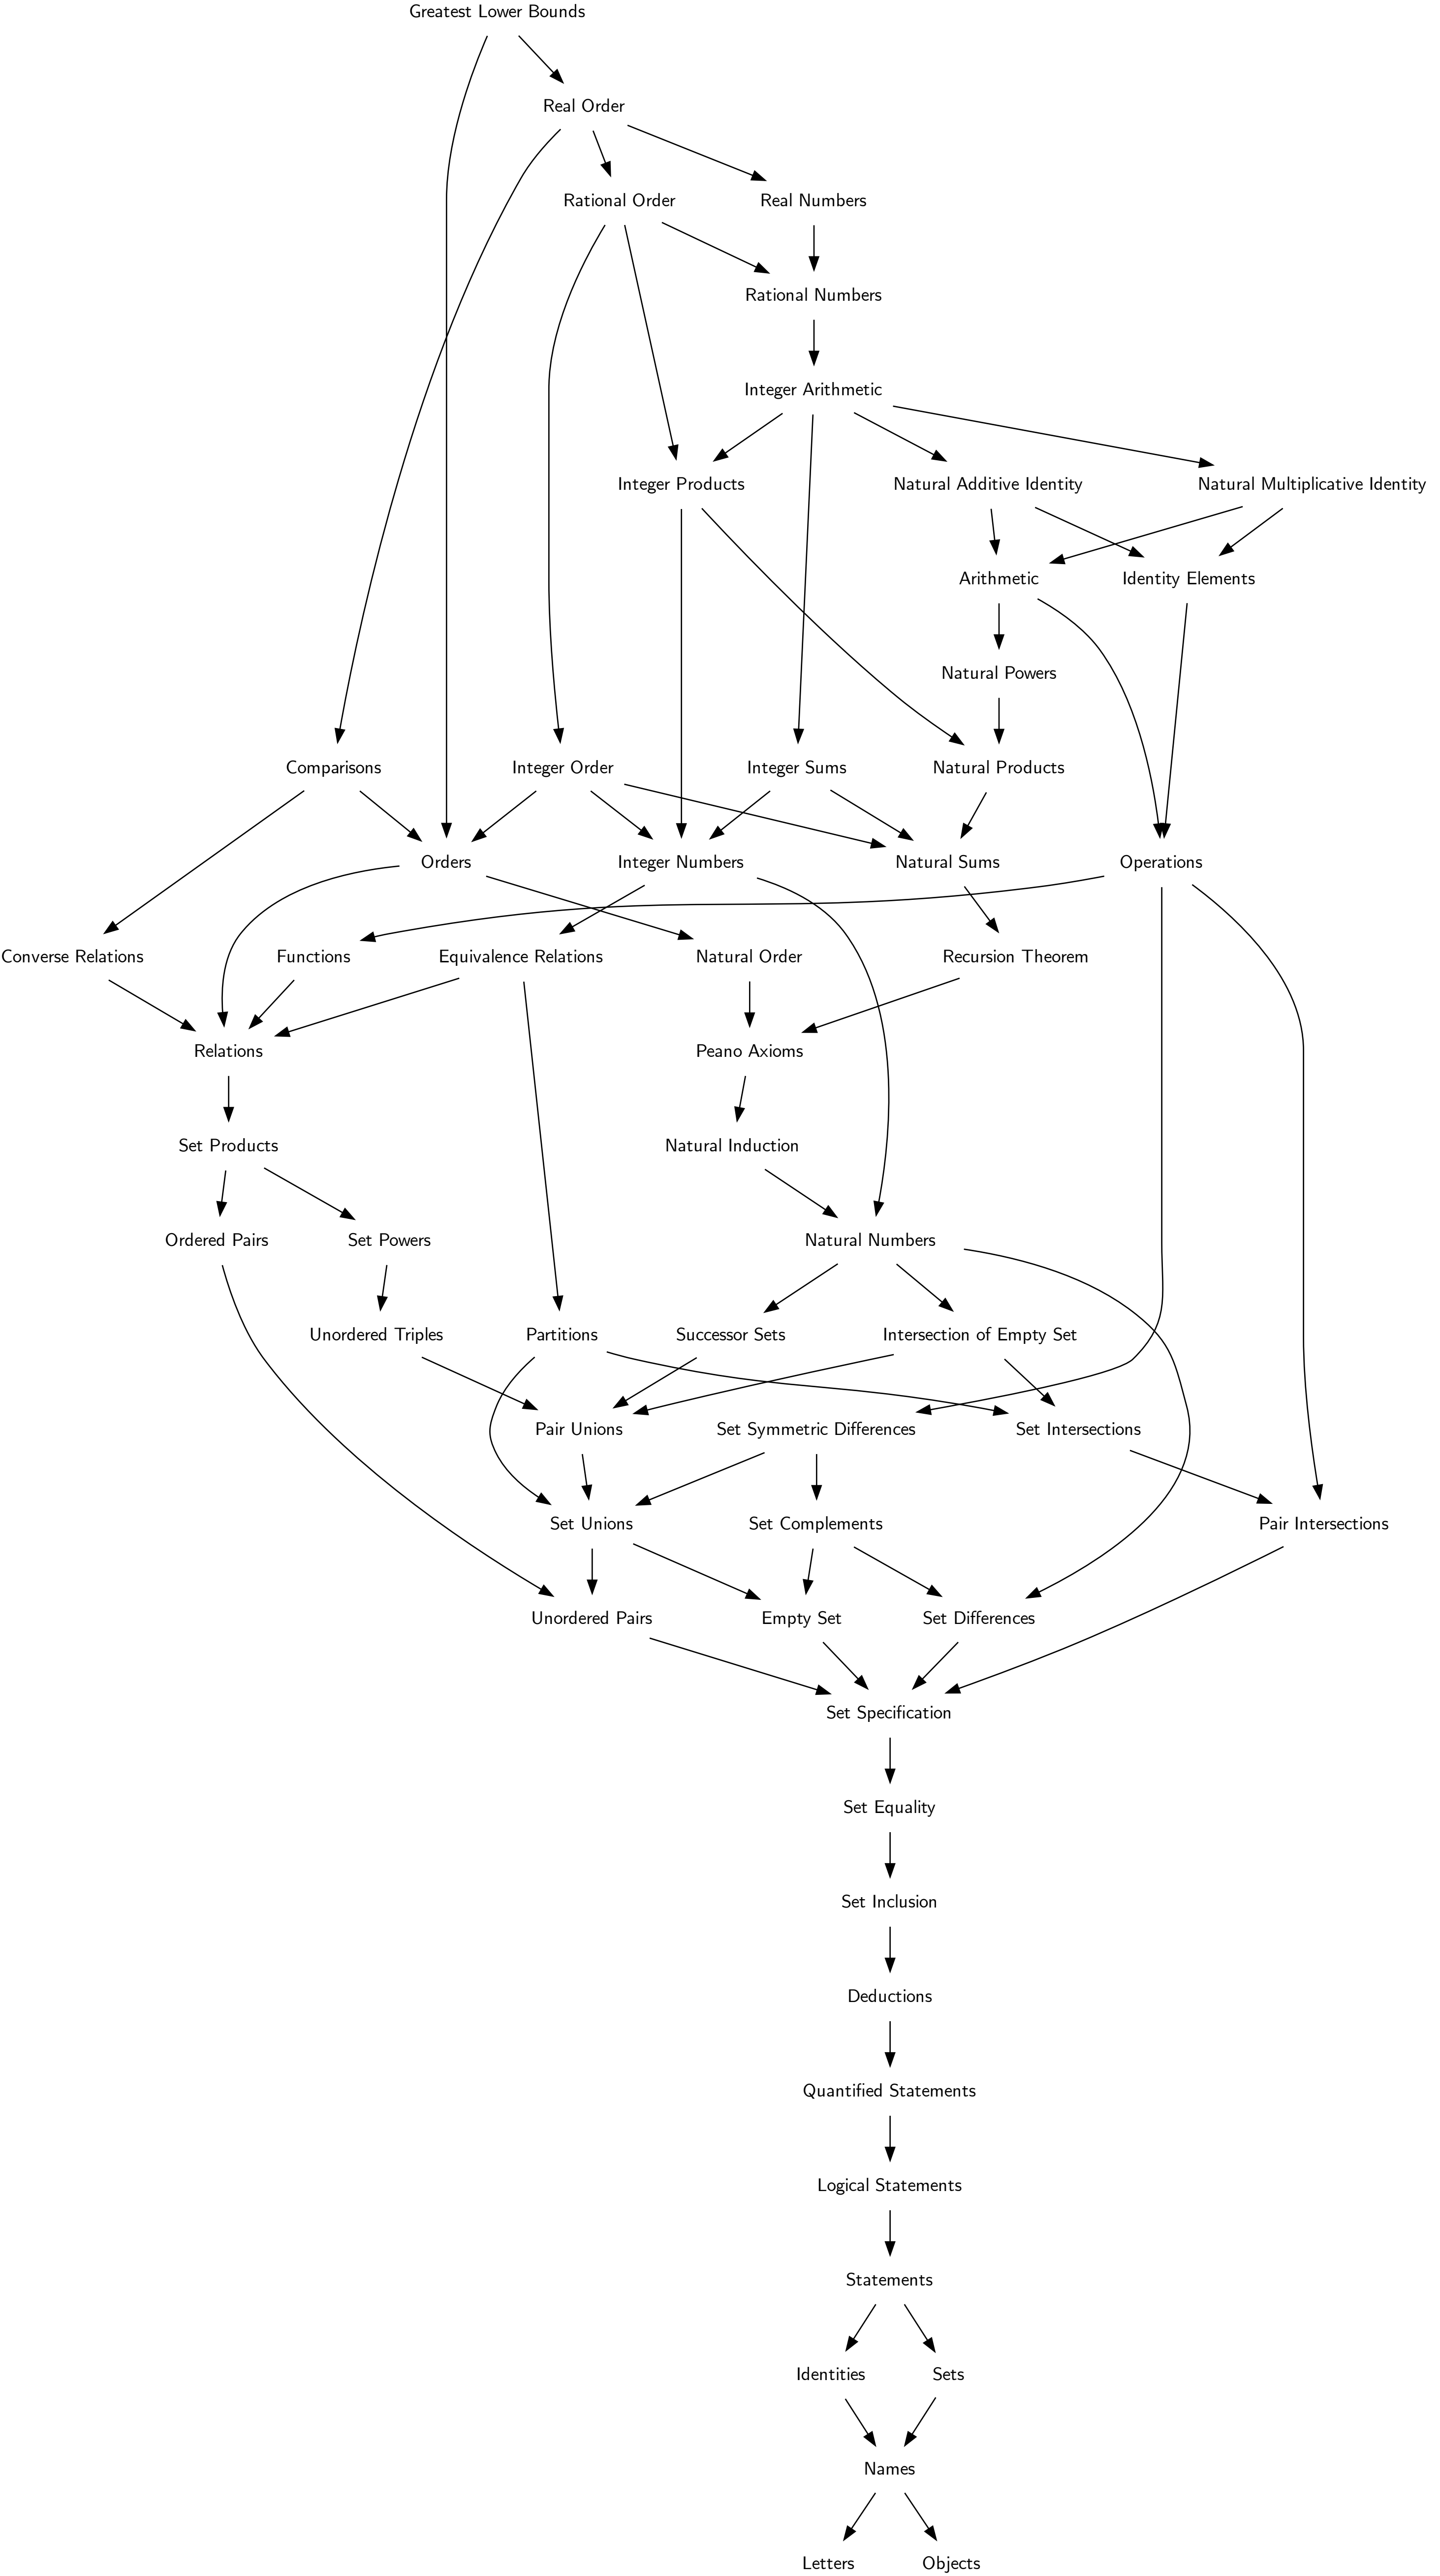 Greatest Lower Bounds
Real Order
Rational Order
Real Numbers
Rational Numbers
Integer Arithmetic
Integer Products
Natural Additive Identity
Natural Multiplicative Identity
Arithmetic
Identity Elements
Natural Powers
Comparisons
Integer Order
Integer Sums
Natural Products
Orders
Integer Numbers
Natural Sums
Operations
Converse Relations
Functions
Equivalence Relations
Natural Order
Recursion Theorem
Relations
Peano Axioms
Set Products
Natural Induction
Ordered Pairs
Set Powers
Natural Numbers
Unordered Triples
Partitions
Successor Sets
Intersection of Empty Set
Pair Unions
Set Symmetric Differences
Set Intersections
Set Unions
Set Complements
Pair Intersections
Unordered Pairs
Empty Set
Set Differences
Set Specification
Set Equality
Set Inclusion
Deductions
Quantified Statements
Logical Statements
Statements
Identities
Sets
Names
Letters
Objects